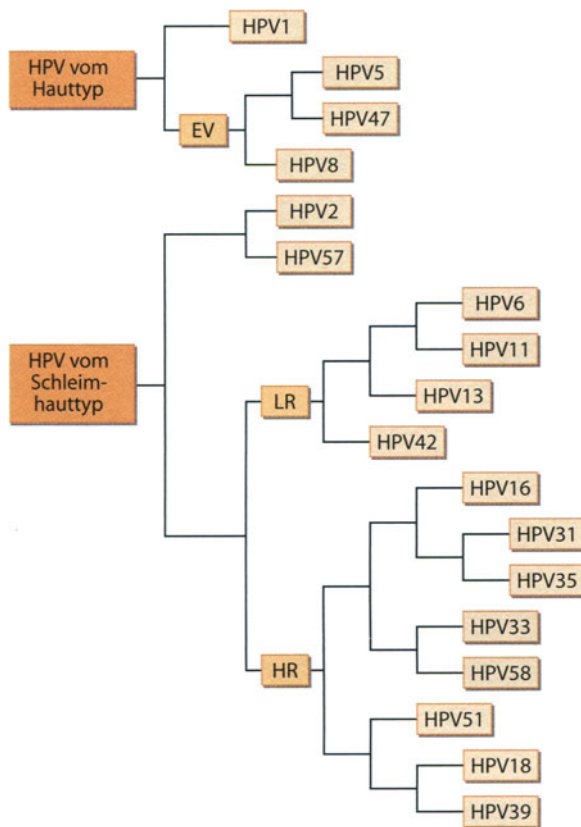 HPV1
HPV vom
Hauttyp
HPV5
EV
HPV47
HPV8
HPV2
HPV57
HPV6
HPV vom
Schleim-
hauttyp
HPV11
LR
HPV13
HPV42
HPV16
HPV31
HPV35
HPV33
HR
HPV58
HPV51
HPV18
HPV39